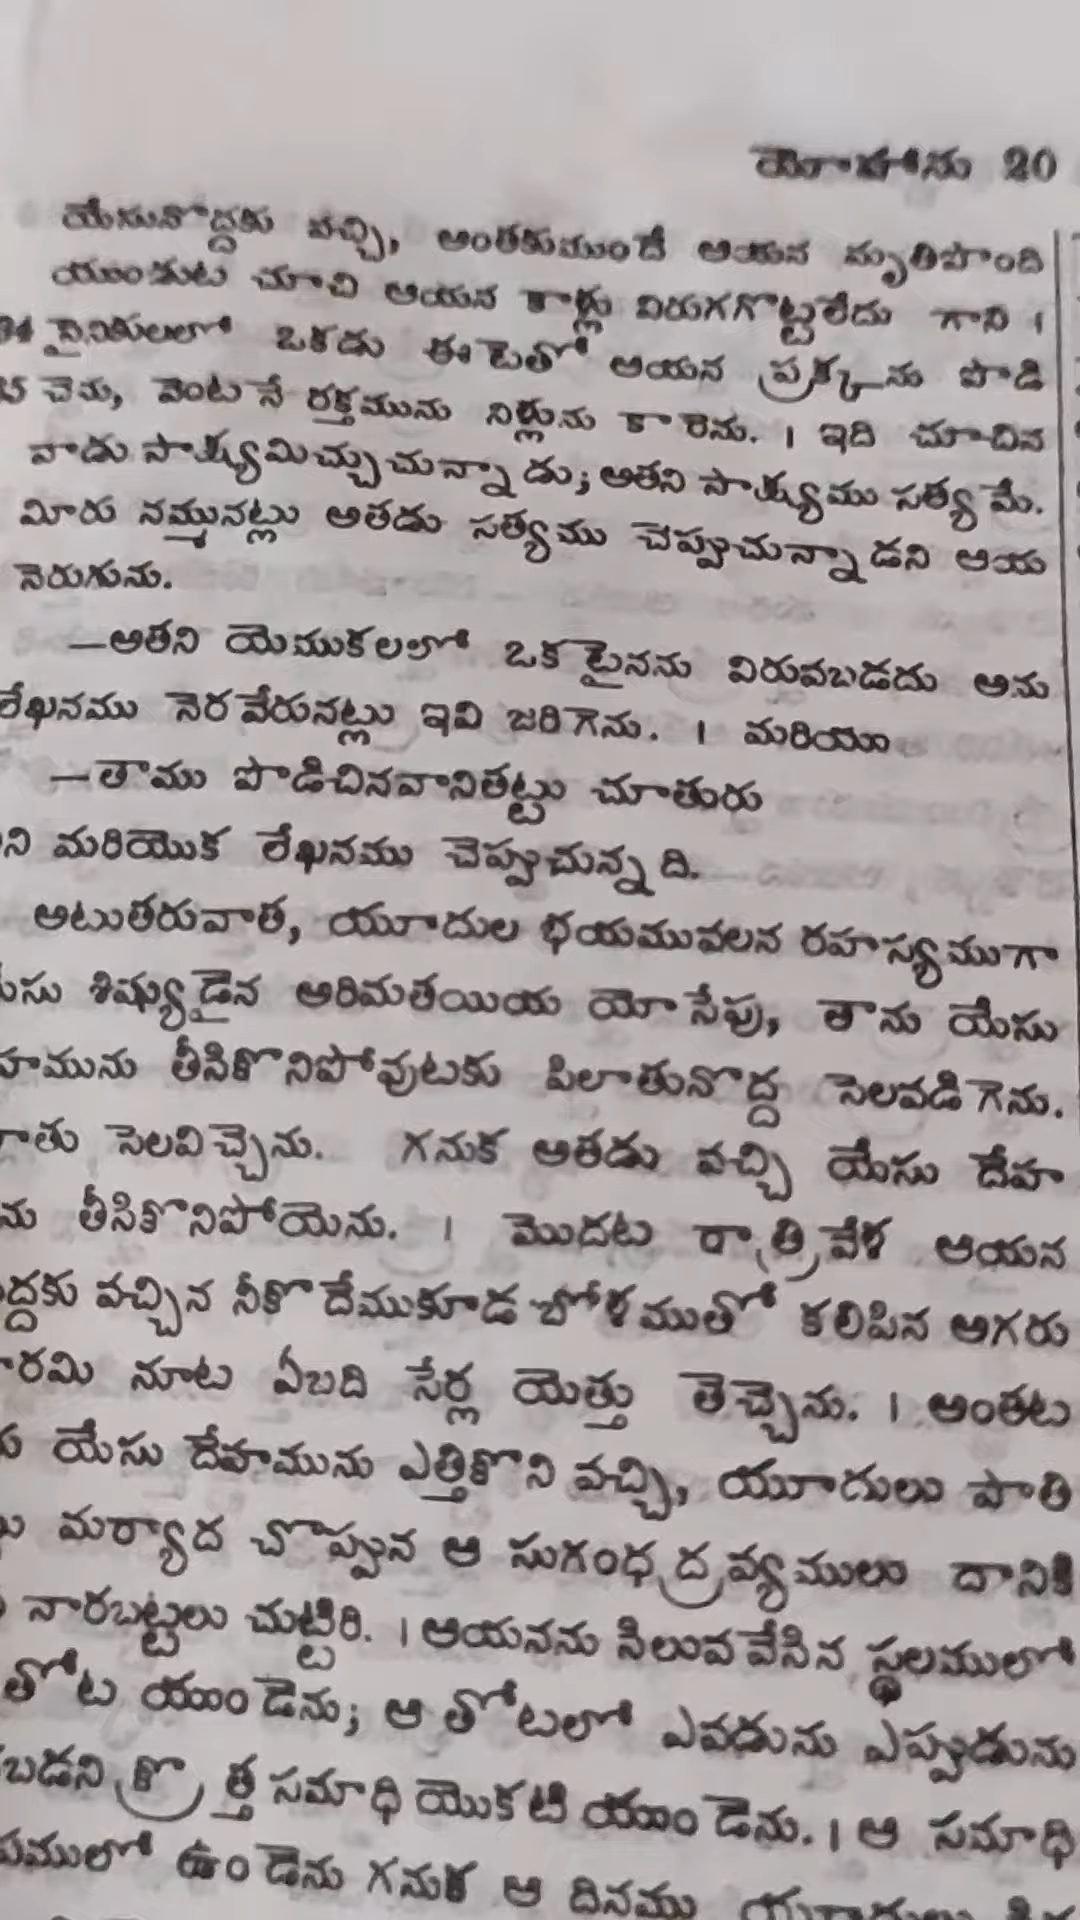 యోహాను 20
యేసునొద్దకు వచ్చి, అంతకుముందే ఆయన మృతిపొంది
యుండుట చూచి ఆయన కాళ్లు విరుగగొట్టలేదు గాని ।
34 సైనికులలో ఒకడు ఈటెతో ఆయన ప్రక్కను పొడి
చెను, వెంటనే రక్తమును నీళ్లును కారెను. । ఇది చూచిన
వాడు సాక్ష్యమిచ్చుచున్నాడు; అతని సాక్ష్యము సత్యమే.
మీరు నమ్మునట్లు అతడు సత్యము చెప్పుచున్నాడని ఆయ
నెరుగును.
—అతని యెముకలలో ఒకటైనను విరువబడదు అను
లేఖనము నెరవేరునట్లు ఇవి జరిగెను. । మరియు
—తాము పొడిచినవానితట్టు చూతురు
ని మరియొక లేఖనము చెప్పుచున్నది.
అటుతరువాత, యూదుల భయమువలన రహస్యముగా
సు శిష్యుడైన అరిమతయియ యోసేపు, తాను యేసు
హమును తీసికొనిపోవుటకు పిలాతునొద్ద సెలవడిగెను.
తు సెలవిచ్చెను. గనుక అతడు వచ్చి యేసు దేహ
ను తీసికొనిపోయెను. । మొదట రాత్రివేళ ఆయన
ద్దకు వచ్చిన నీకొదేముకూడ బోళముతో కలిపిన అగరు
రమి నూట ఏబది సేర్ల యెత్తు తెచ్చెను. । అంతట
యేసు దేహమును ఎత్తికొని వచ్చి, యూదులు పాతి
మర్యాద చొప్పున ఆ సుగంధద్రవ్యములు దానికి
నారబట్టలు చుట్టిరి. । ఆయనను సిలువవేసిన స్థలములో
తోట యుండెను; ఆ తోటలో ఎవడును ఎప్పుడును
బడని క్రొత్త సమాధి యొకటి యుండెను. । ఆ సమాధి
పములో ఉండెను గనుక ఆ దినము